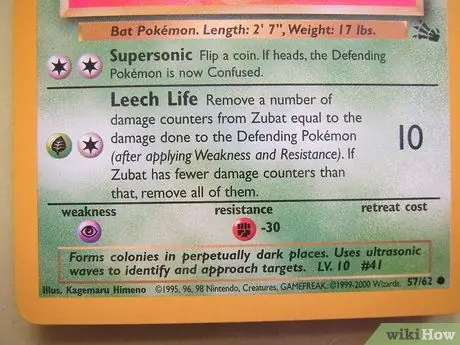 Bat Pokémon. Length: 2' 7", Weight: 17 lbs.
Supersonic Flip a coin. If heads, the Defending
Pokémon is now Confused.
Leech Life Remove a number of
damage counters from Zubat equal to the
damage done to the Defending Pokémon
(after applying Weakness and Resistance). If
Zubat has fewer damage counters than
that, remove all of them.
10
weakness resistance retreat cost
-30
Forms colonies in perpetually dark places. Uses ultrasonic
waves to identify and approach targets. LV. 10 #41
Illus. Kagemaru Himeno ©1995, 96, 98 Nintendo, Creatures, GAMEFREAK. ©1999-2000 Wizards. 57/62
wikiHow